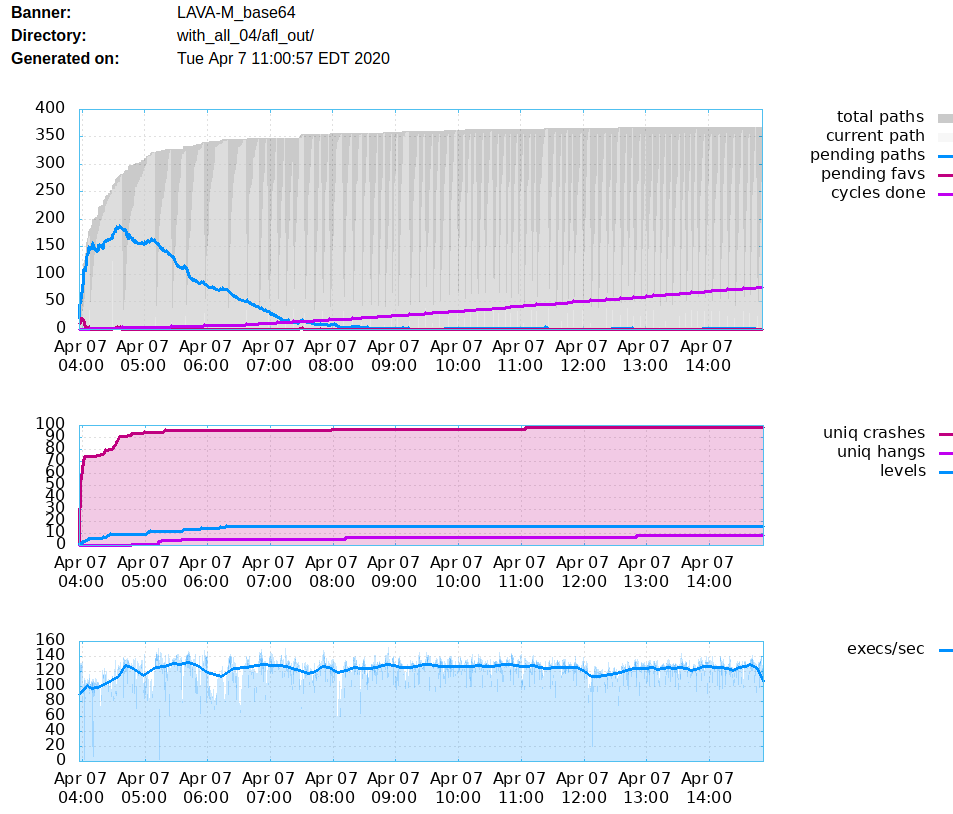 Banner: LAVA-M_base64
Directory: with_all_04/afl_out/
Generated on: Tue Apr 7 11:00:57 EDT 2020
400
350
300
250
200
150
100
50
0
Apr 07 Apr 07 Apr 07 Apr 07 Apr 07 Apr 07 Apr 07 Apr 07 Apr 07 Apr 07 Apr 07
04:00 05:00 06:00 07:00 08:00 09:00 10:00 11:00 12:00 13:00 14:00
total paths
current path
pending paths
pending favs
cycles done
100
90
80
70
60
50
40
30
20
10
0
Apr 07 Apr 07 Apr 07 Apr 07 Apr 07 Apr 07 Apr 07 Apr 07 Apr 07 Apr 07 Apr 07
04:00 05:00 06:00 07:00 08:00 09:00 10:00 11:00 12:00 13:00 14:00
uniq crashes
uniq hangs
levels
160
140
120
100
80
60
40
20
0
Apr 07 Apr 07 Apr 07 Apr 07 Apr 07 Apr 07 Apr 07 Apr 07 Apr 07 Apr 07 Apr 07
04:00 05:00 06:00 07:00 08:00 09:00 10:00 11:00 12:00 13:00 14:00
execs/sec